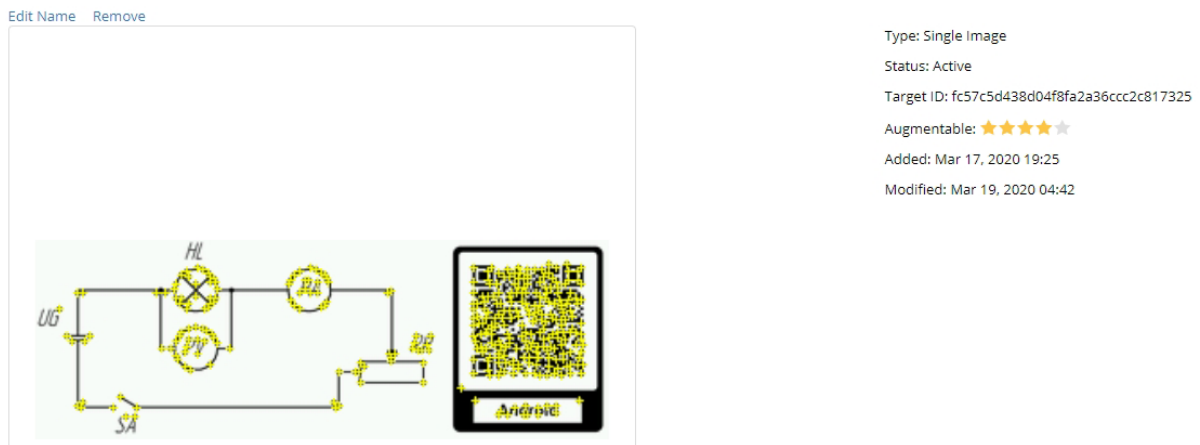 Edit Name Remove
Type: Single Image
Status: Active
Target ID: fc57c5d438d04f8fa2a36ccc2c817325
Augmentable:
Added: Mar 17, 2020 19:25
Modified: Mar 19, 2020 04:42
HL
UG
PV
SA
Android